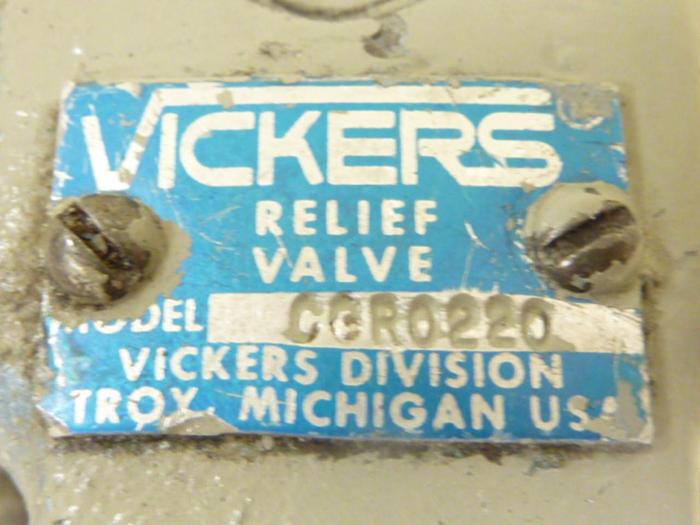 VICKERS
RELIEF
VALVE
MODEL CGR0220
VICKERS DIVISION
TROY, MICHIGAN USA